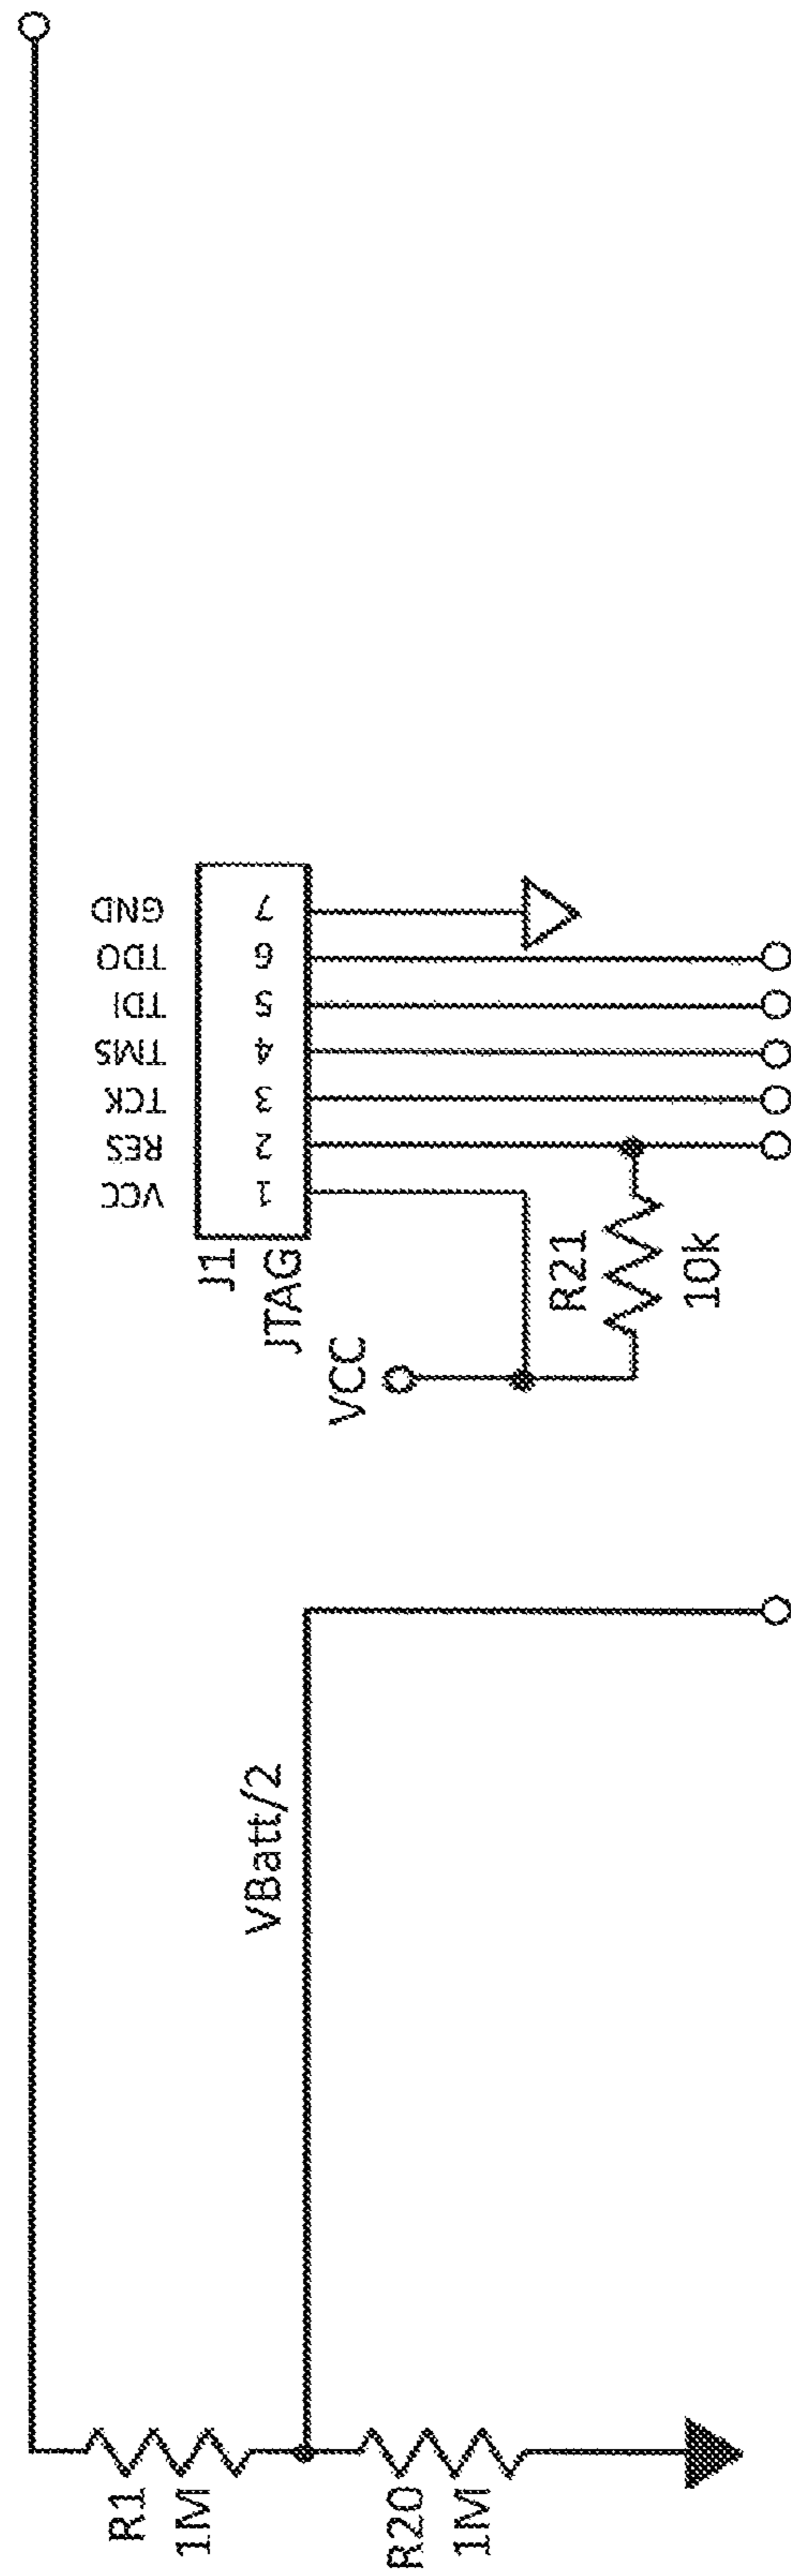 GND
TDO
TDI
TMS
TCK
RES
VCC
7
6
5
4
3
2
1
J1
JTAG
VCC
R21
10k
VBatt/2
R1
1M
R20
1M